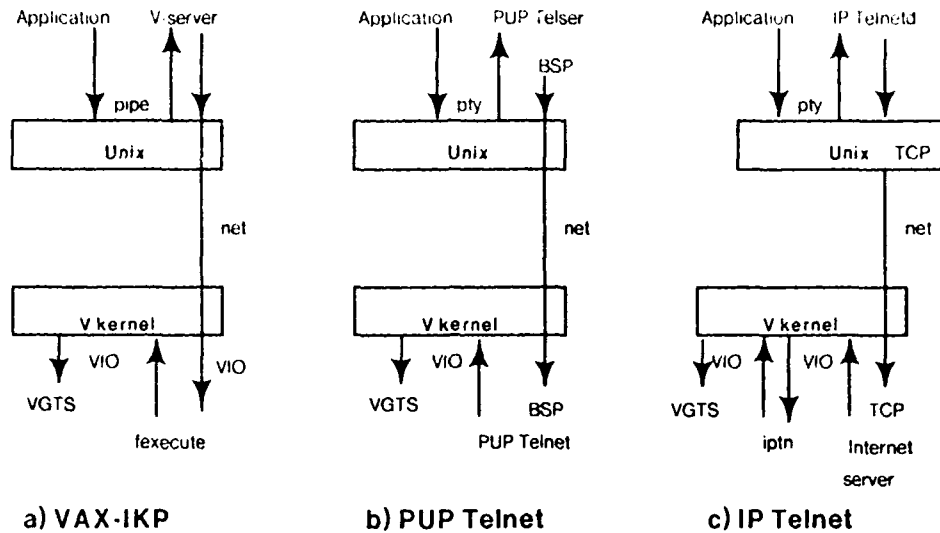 Application V-server
pipe
Unix
net
V kernel
VIO VIO
VGTS
fexecute
a) VAX-IKP
Application PUP Telser
BSP
pty
Unix
net
V kernel
VIO
VGTS BSP
PUP Telnet
b) PUP Telnet
Application IP Telnetd
pty
Unix TCP
net
V kernel
VIO VIO
VGTS TCP
iptn Internet
server
c) IP Telnet